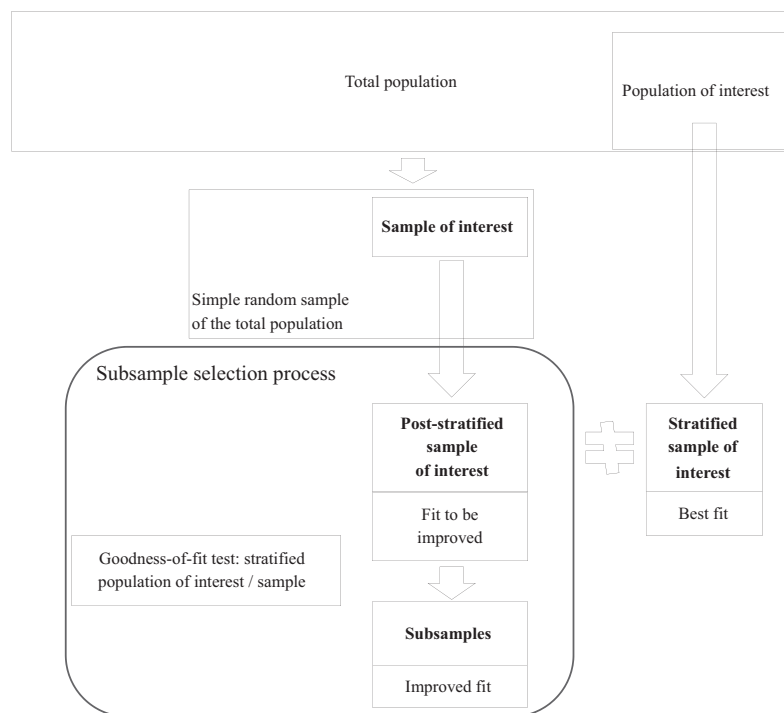 Total population
Population of interest
Sample of interest
Simple random sample
of the total population
Subsample selection process
Post-stratified
sample
of interest
Fit to be
improved
≠
Stratified
sample of
interest
Best fit
Goodness-of-fit test: stratified
population of interest / sample
Subsamples
Improved fit